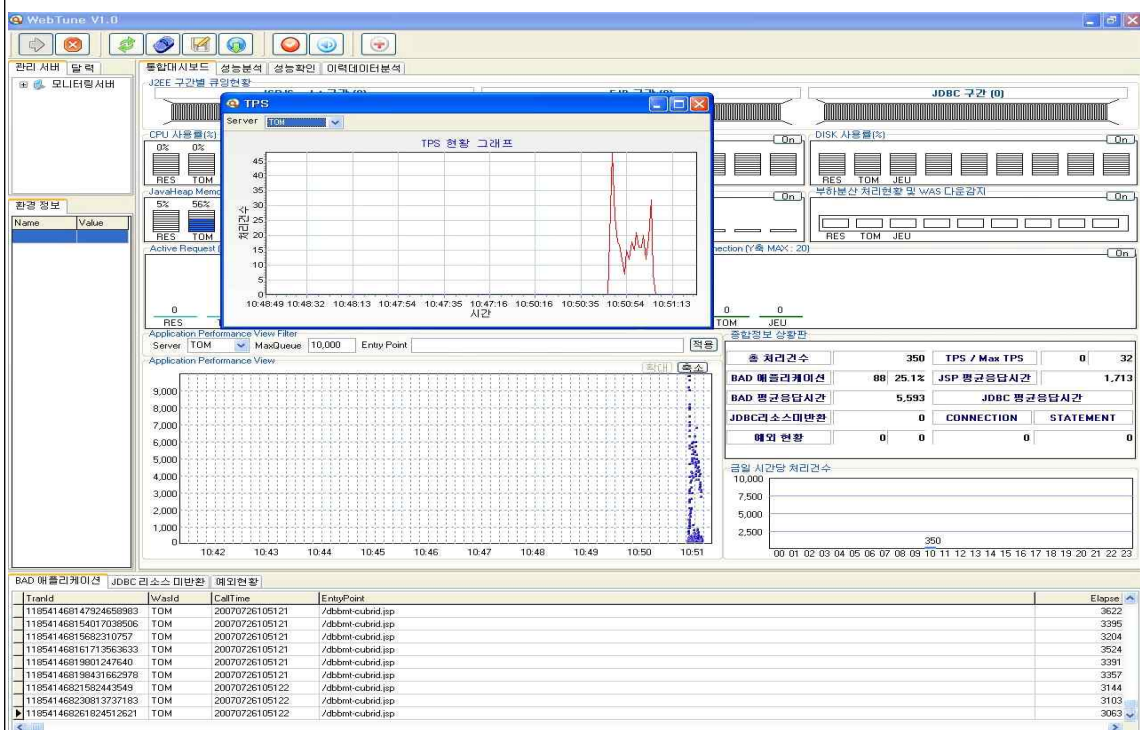 WebTune V1.0
관리 서버 달 력
모니터링서버
통합대시보드 성능분석 성능확인 이력데이터분석
J2EE 구간별 큐잉현황
JDBC 구간 (0)
CPU 사용률(%)
0% 0%
RES TOM
On
DISK 사용률(%)
On
RES TOM JEU
JavaHeap Memo
5% 56%
RES TOM
On
부하분산 처리현황 및 WAS 다운감지
On
RES TOM JEU
Active Request
nection (Y축 MAX : 20)
On
0
RES
0 0
TOM JEU
TPS
Server TOM
TPS 현황 그래프
처리건수
45
40
35
30
25
20
15
10
5
0
10:48:49 10:48:32 10:48:13 10:47:54 10:47:35 10:47:16 10:50:16 10:50:35 10:50:54 10:51:13
시간
환경 정보
Name Value
Application Performance View Filter
Server TOM MaxQueue 10,000 Entry Point 적용
Application Performance View
확대 축소
9,000
8,000
7,000
6,000
5,000
4,000
3,000
2,000
1,000
0
10:42 10:43 10:44 10:45 10:46 10:47 10:48 10:49 10:50 10:51
종합정보 상황판
총 처리건수 350 TPS / Max TPS 0 32
BAD 애플리케이션 88 25.1% JSP 평균응답시간 1,713
BAD 평균응답시간 5,593 JDBC 평균응답시간
JDBC리소스미반환 0 CONNECTION STATEMENT
예외 현황 0 0 0 0
금일 시간당 처리건수
10,000
7,500
5,000
2,500
350
00 01 02 03 04 05 06 07 08 09 10 11 12 13 14 15 16 17 18 19 20 21 22 23
BAD 애플리케이션 JDBC 리소스 미반환 예외현황
TranId WasId CallTime EntryPoint Elapse
118541468147924658983 TOM 20070726105121 /dbbmt-cubrid.jsp 3622
118541468154017038506 TOM 20070726105121 /dbbmt-cubrid.jsp 3395
11854146815682310757 TOM 20070726105121 /dbbmt-cubrid.jsp 3204
118541468161713563633 TOM 20070726105121 /dbbmt-cubrid.jsp 3524
11854146819801247640 TOM 20070726105121 /dbbmt-cubrid.jsp 3391
118541468198431662978 TOM 20070726105121 /dbbmt-cubrid.jsp 3357
11854146821582443549 TOM 20070726105122 /dbbmt-cubrid.jsp 3144
118541468230813737183 TOM 20070726105122 /dbbmt-cubrid.jsp 3103
118541468261824512621 TOM 20070726105122 /dbbmt-cubrid.jsp 3063